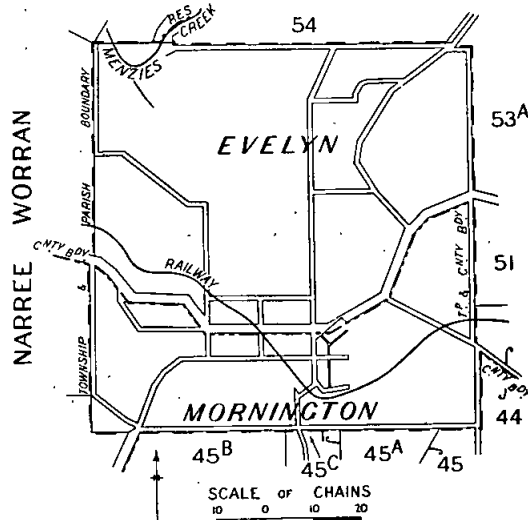 RES
CREEK
MENZIES
54
53A
NARREE WORRAN
BOUNDARY
PARISH
&
TOWNSHIP
EVELYN
CNTY BDY
RAILWAY
TP & CNTY BDY
51
CNTY BDY
44
MORNINGTON
45B
45C
45A
45
SCALE OF CHAINS
10 0 10 20